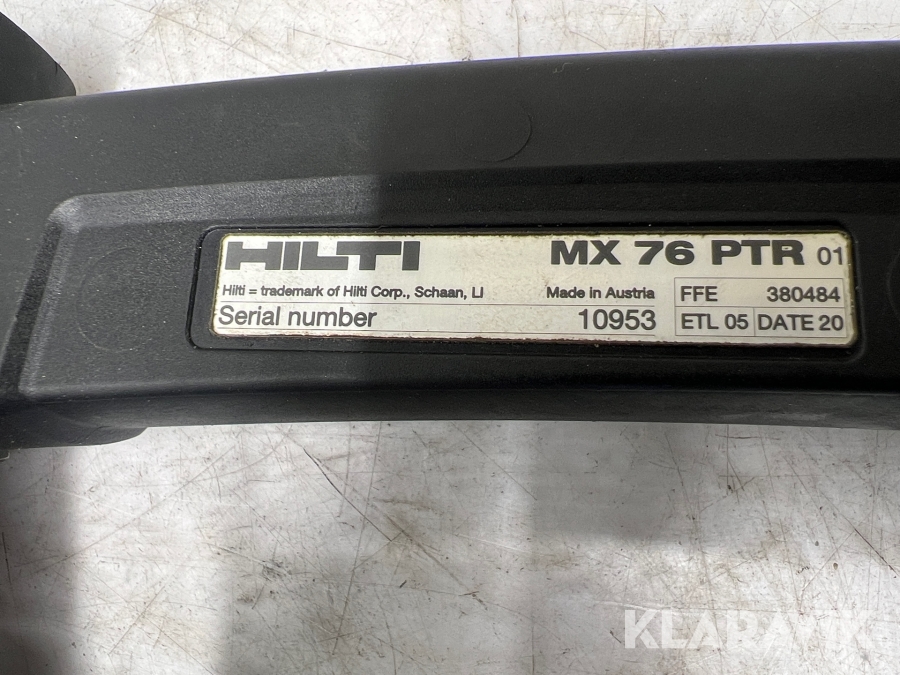 HILTI MX 76 PTR 01
Hilti = trademark of Hilti Corp., Schaan, LI Made in Austria FFE 380484
Serial number 10953 ETL 05 DATE 20
KLARAVIK